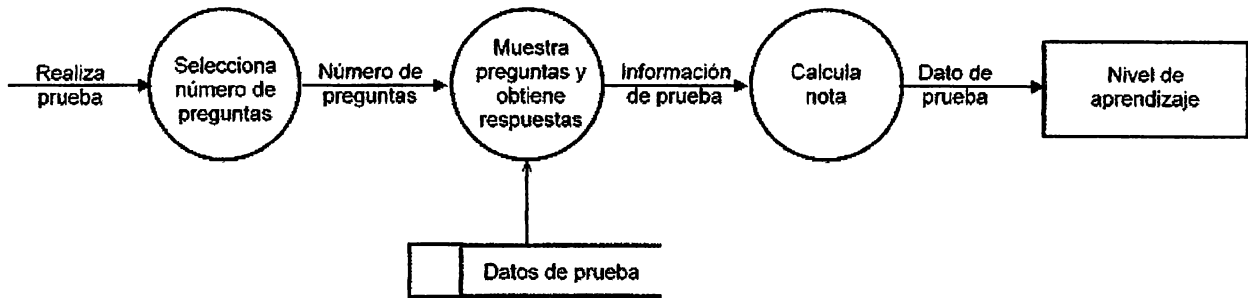 Realiza
prueba
Selecciona
número de
preguntas
Número de
preguntas
Muestra
preguntas y
obtiene
respuestas
Información
de prueba
Calcula
nota
Dato de
prueba
Nivel de
aprendizaje
Datos de prueba